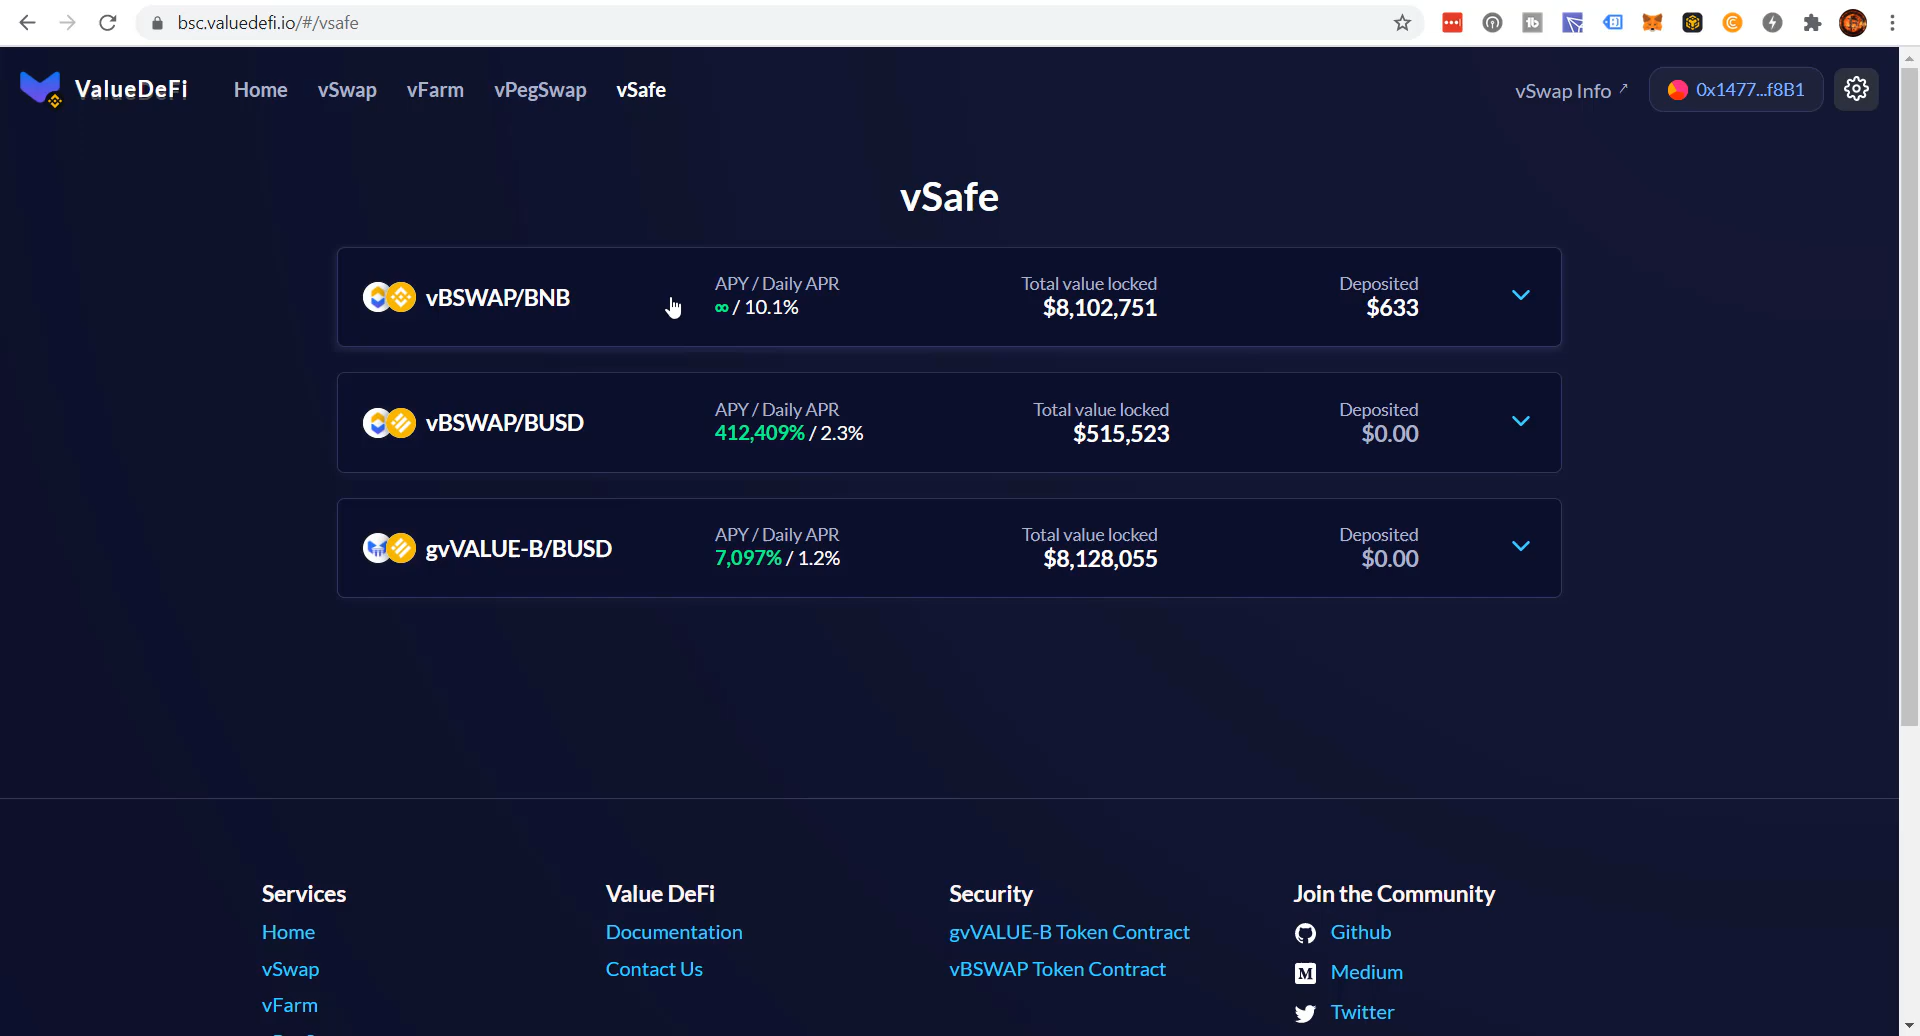 bsc.valuedefi.io/#/vsafe
ValueDeFi Home vSwap vFarm vPegSwap vSafe vSwap Info ↗ 0x1477...f8B1
vSafe
vBSWAP/BNB
APY / Daily APR
∞ / 10.1%
Total value locked
$8,102,751
Deposited
$633
vBSWAP/BUSD
APY / Daily APR
412,409% / 2.3%
Total value locked
$515,523
Deposited
$0.00
gvVALUE-B/BUSD
APY / Daily APR
7,097% / 1.2%
Total value locked
$8,128,055
Deposited
$0.00
Services
Home
vSwap
vFarm
Value DeFi
Documentation
Contact Us
Security
gvVALUE-B Token Contract
vBSWAP Token Contract
Join the Community
Github
Medium
Twitter